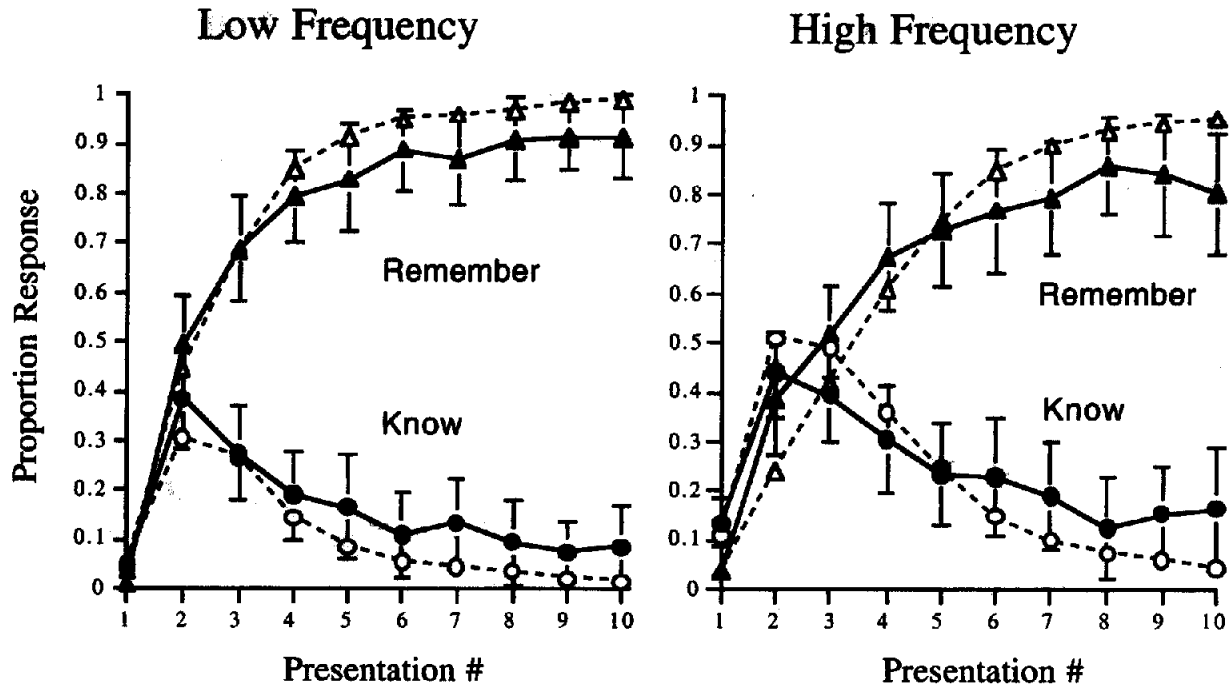 Low Frequency
High Frequency
Proportion Response
1
0.9
0.8
0.7
0.6
0.5
0.4
0.3
0.2
0.1
0
Remember
Know
1 2 3 4 5 6 7 8 9 10
Presentation #
1
0.9
0.8
0.7
0.6
0.5
0.4
0.3
0.2
0.1
0
Remember
Know
1 2 3 4 5 6 7 8 9 10
Presentation #